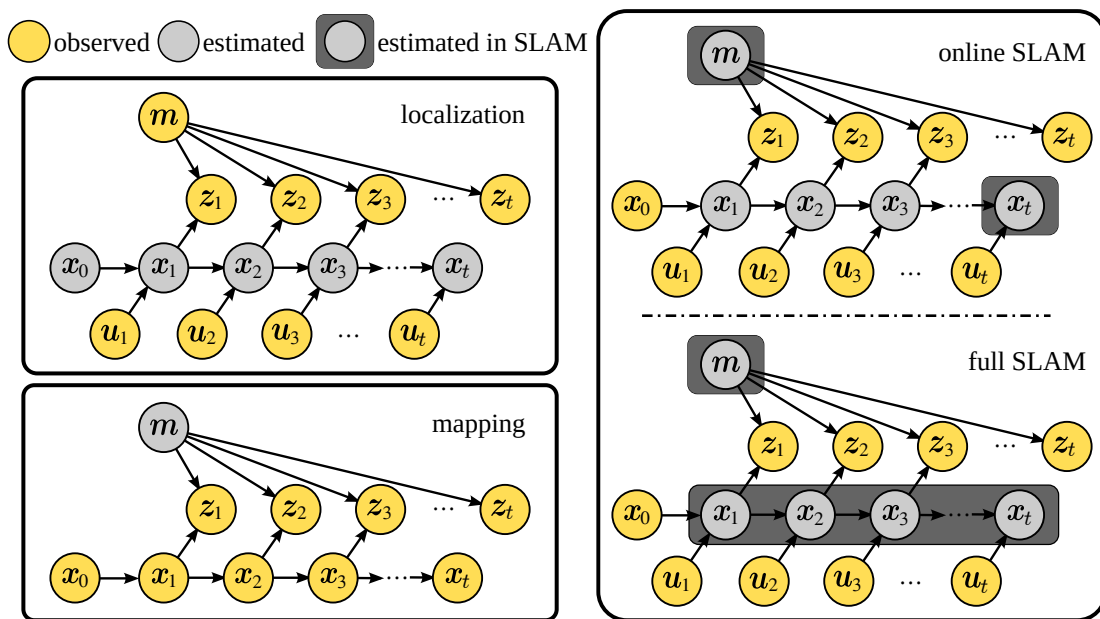 observed estimated estimated in SLAM
localization
m
z1 z2 z3 ... zt
x0 x1 x2 x3 ... xt
u1 u2 u3 ... ut
mapping
m
z1 z2 z3 ... zt
x0 x1 x2 x3 ... xt
online SLAM
m
z1 z2 z3 ... zt
x0 x1 x2 x3 ... xt
u1 u2 u3 ... ut
full SLAM
m
z1 z2 z3 ... zt
x0 x1 x2 x3 ... xt
u1 u2 u3 ... ut